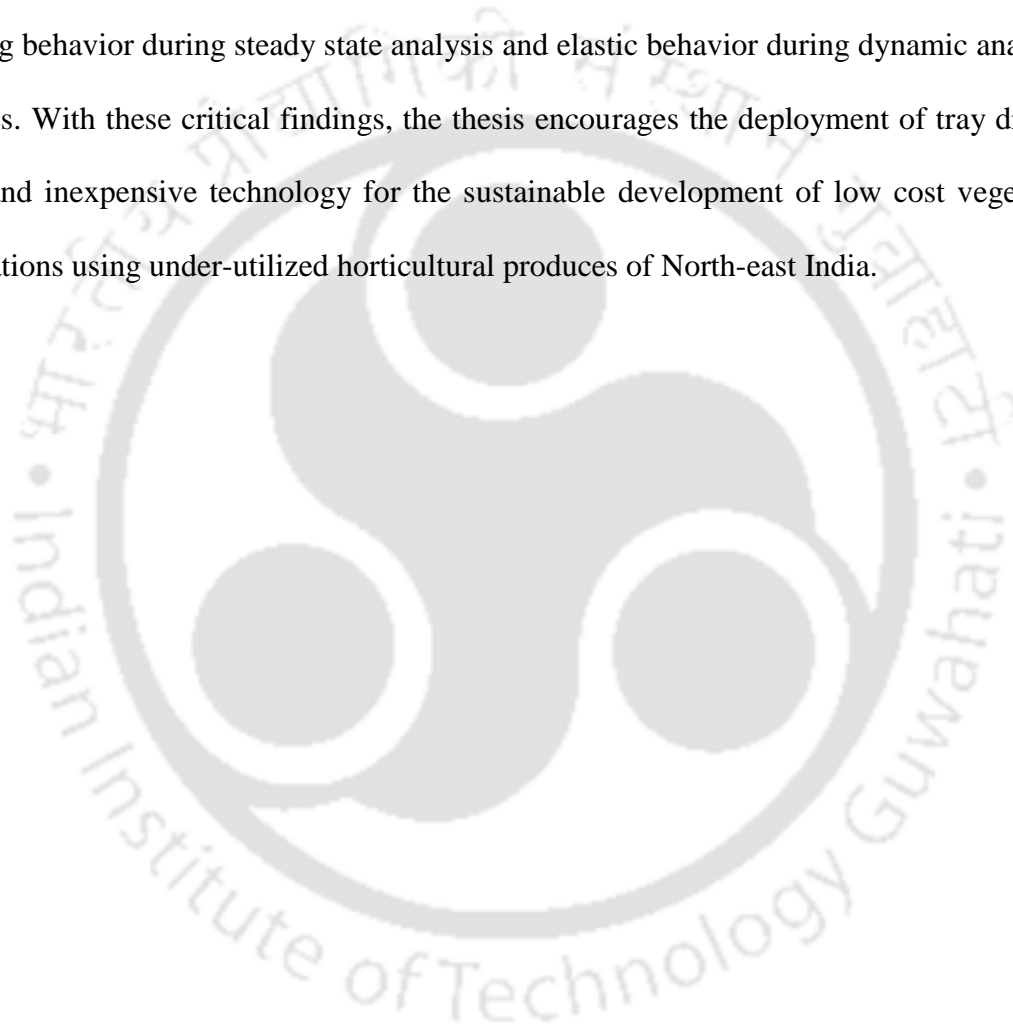 g behavior during steady state analysis and elastic behavior during dynamic ana
s. With these critical findings, the thesis encourages the deployment of tray d
nd inexpensive technology for the sustainable development of low cost vege
tions using under-utilized horticultural produces of North-east India.
भारतीय प्रौद्योगिकी संस्थान गुवाहाटी
Indian Institute of Technology Guwahati